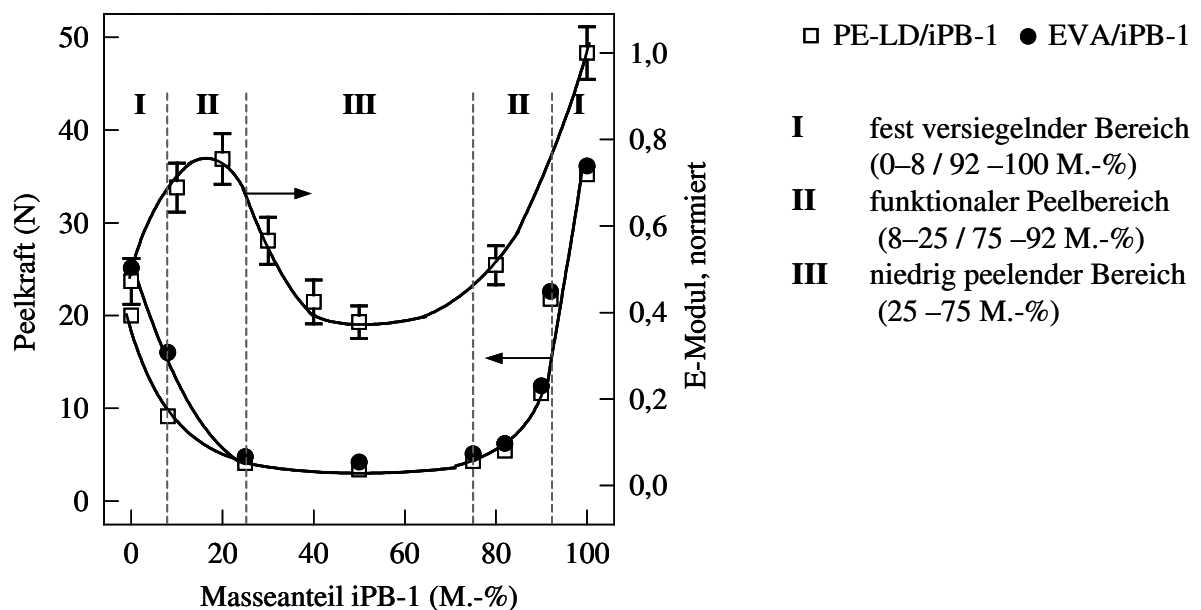 PE-LD/iPB-1 EVA/iPB-1
50
40
30
20
10
0
Peelkraft (N)
I II III II I
1,0
0,8
0,6
0,4
0,2
0,0
E-Modul, normiert
0 20 40 60 80 100
Masseanteil iPB-1 (M.-%)
I fest versiegelnder Bereich
(0–8 / 92 –100 M.-%)
II funktionaler Peelbereich
(8–25 / 75 –92 M.-%)
III niedrig peelender Bereich
(25 –75 M.-%)